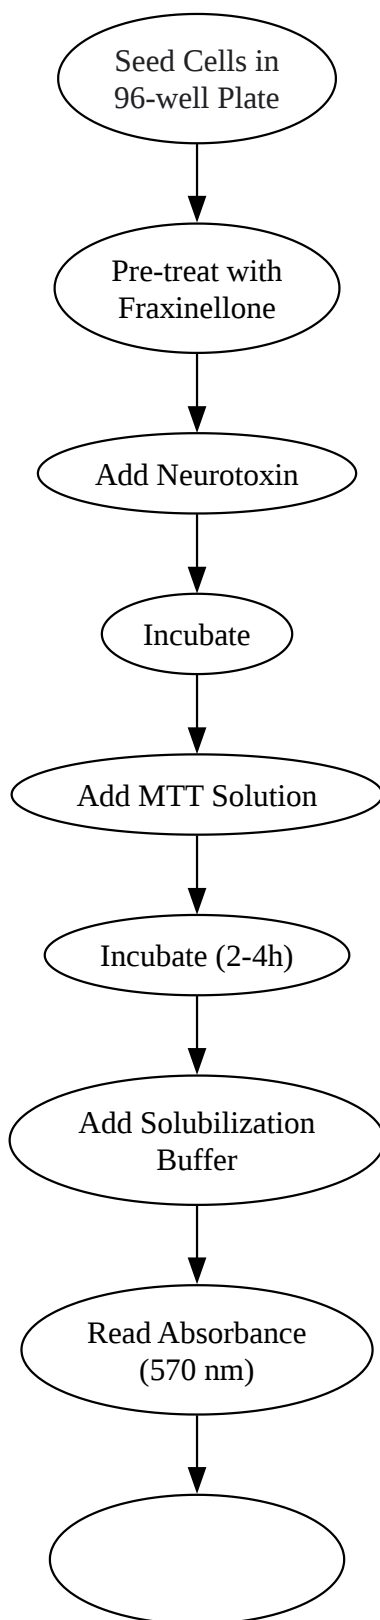 Seed Cells in
96-well Plate
Pre-treat with
Fraxinellone
Add Neurotoxin
Incubate
Add MTT Solution
Incubate (2-4h)
Add Solubilization
Buffer
Read Absorbance
(570 nm)